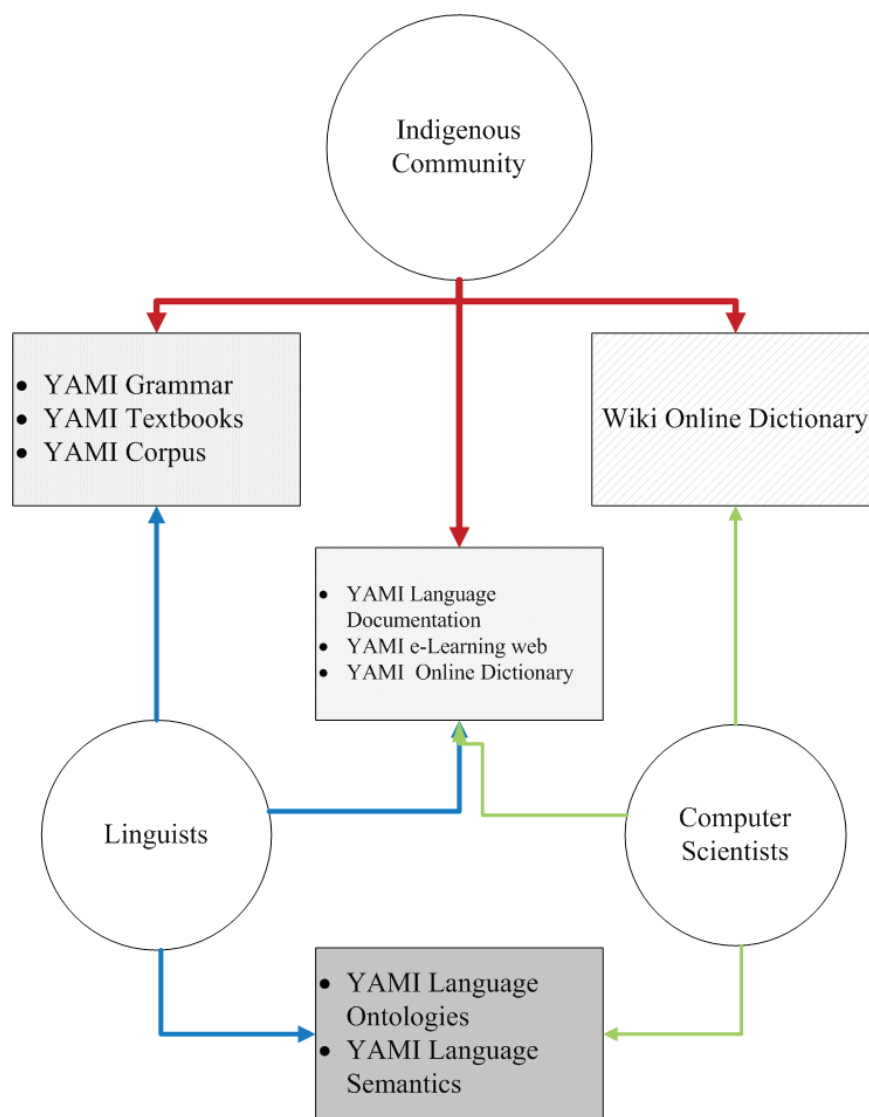 Indigenous
Community
• YAMI Grammar
• YAMI Textbooks
• YAMI Corpus
Wiki Online Dictionary
• YAMI Language
Documentation
• YAMI e-Learning web
• YAMI Online Dictionary
Linguists
Computer
Scientists
• YAMI Language
Ontologies
• YAMI Language
Semantics